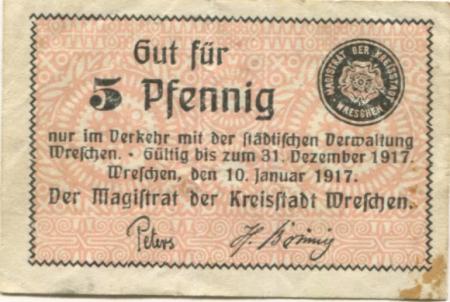 Gut für
5 Pfennig
MAGISTRAT DER KREISSTADT
WRESCHEN
nur im Verkehr mit der städtischen Verwaltung
Wreschen. • Gültig bis zum 31. Dezember 1917.
Wreschen, den 10. Januar 1917.
Der Magistrat der Kreisstadt Wreschen.
Peters